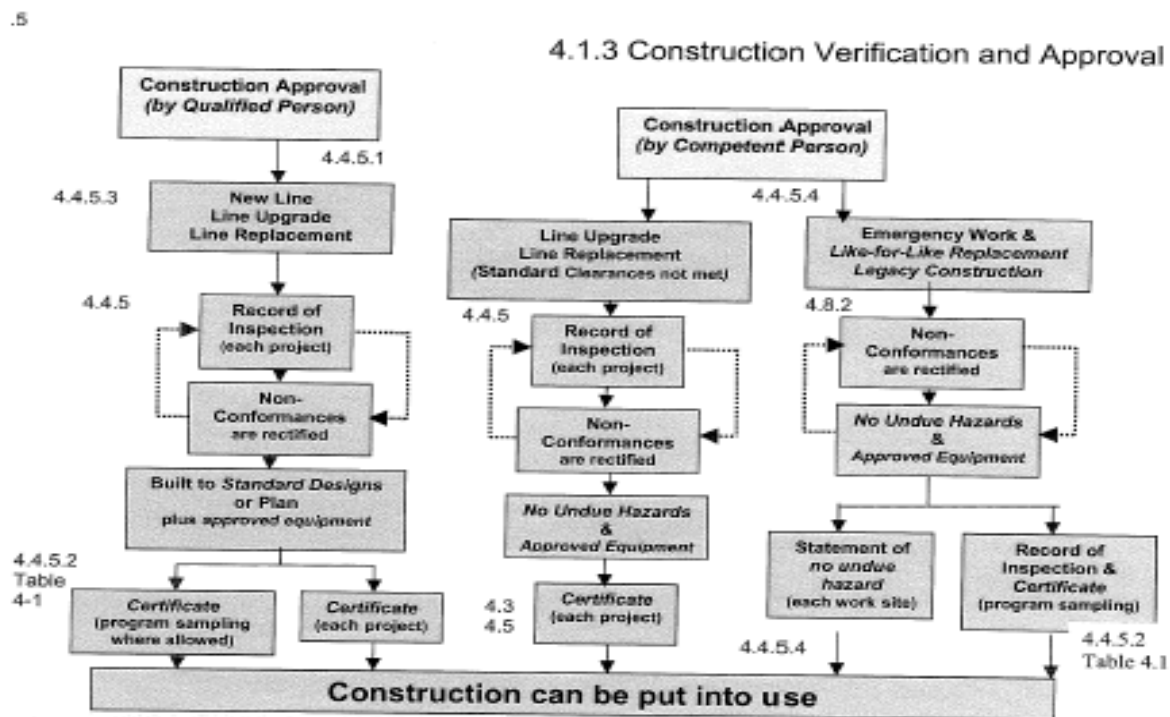 .5
4.1.3 Construction Verification and Approval
Construction Approval
(by Qualified Person)
4.4.5.1
4.4.5.3
New Line
Line Upgrade
Line Replacement
4.4.5
Record of
Inspection
(each project)
Non-
Conformances
are rectified
Built to Standard Designs
or Plan
plus approved equipment
4.4.5.2
Table
4-1
Certificate
(program sampling
where allowed)
Certificate
(each project)
Construction Approval
(by Competent Person)
4.4.5.4
Line Upgrade
Line Replacement
(Standard Clearances not met)
4.4.5
Record of
Inspection
(each project)
Non-
Conformances
are rectified
No Undue Hazards
&
Approved Equipment
4.3
4.5
Certificate
(each project)
Emergency Work &
Like-for-Like Replacement
Legacy Construction
4.8.2
Non-
Conformances
are rectified
No Undue Hazards
&
Approved Equipment
Statement of
no undue
hazard
(each work site)
4.4.5.4
Record of
Inspection &
Certificate
(program sampling)
4.4.5.2
Table 4.1
Construction can be put into use